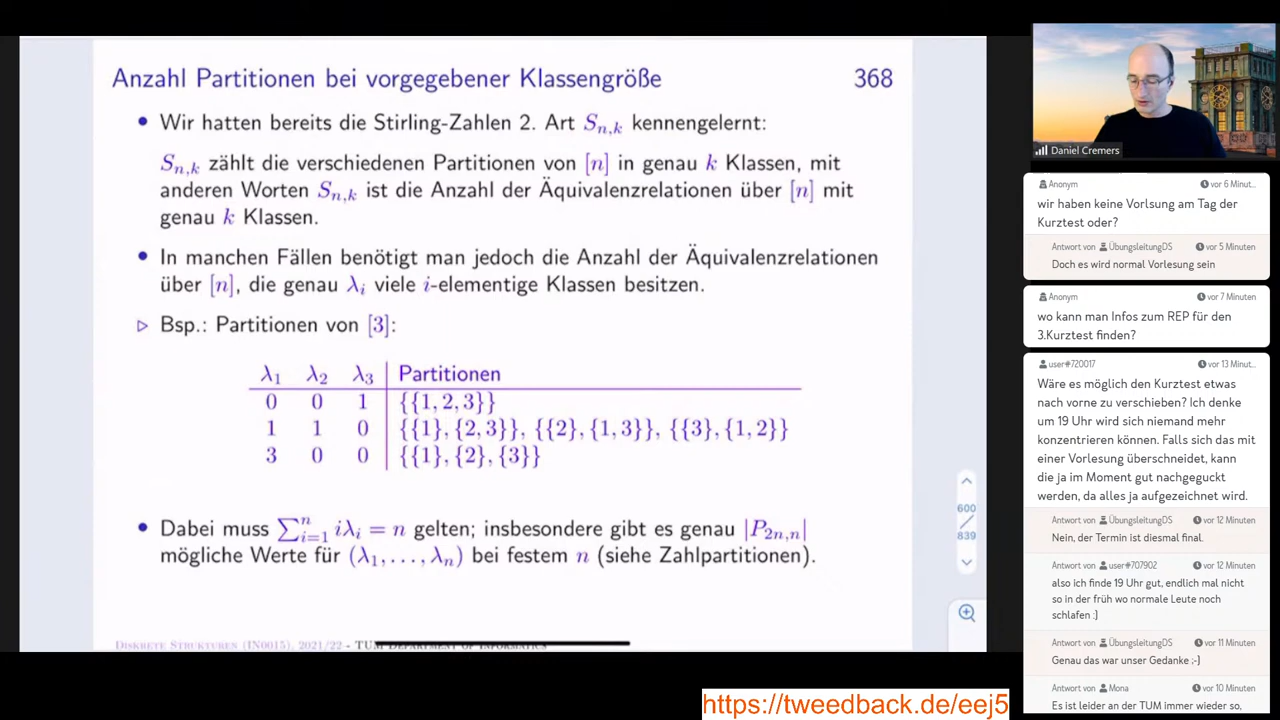 Anzahl Partitionen bei vorgegebener Klassengröße 368
• Wir hatten bereits die Stirling-Zahlen 2. Art S_{n,k} kennengelernt:
S_{n,k} zählt die verschiedenen Partitionen von [n] in genau k Klassen, mit
anderen Worten S_{n,k} ist die Anzahl der Äquivalenzrelationen über [n] mit
genau k Klassen.
• In manchen Fällen benötigt man jedoch die Anzahl der Äquivalenzrelationen
über [n], die genau λ_i viele i-elementige Klassen besitzen.
▷ Bsp.: Partitionen von [3]:
λ_1 λ_2 λ_3 Partitionen
0 0 1 {{1, 2, 3}}
1 1 0 {{1}, {2, 3}}, {{2}, {1, 3}}, {{3}, {1, 2}}
3 0 0 {{1}, {2}, {3}}
• Dabei muss ∑_{i=1}^{n} iλ_i = n gelten; insbesondere gibt es genau |P_{2n,n}|
mögliche Werte für (λ_1, . . . , λ_n) bei festem n (siehe Zahlpartitionen).
Diskrete Strukturen (IN0015), 2021/22 - TUM Department of Informatics
600
839
Daniel Cremers
Anonym vor 6 Minut...
wir haben keine Vorlsung am Tag der
Kurztest oder?
Antwort von ÜbungsleitungDS vor 5 Minuten
Doch es wird normal Vorlesung sein
Anonym vor 7 Minut...
wo kann man Infos zum REP für den
3.Kurztest finden?
user#720017 vor 13 Minut...
Wäre es möglich den Kurztest etwas
nach vorne zu verschieben? Ich denke
um 19 Uhr wird sich niemand mehr
konzentrieren können. Falls sich das mit
einer Vorlesung überschneidet, kann
die ja im Moment gut nachgeguckt
werden, da alles ja aufgezeichnet wird.
Antwort von ÜbungsleitungDS vor 12 Minuten
Nein, der Termin ist diesmal final.
Antwort von user#707902 vor 12 Minuten
also ich finde 19 Uhr gut, endlich mal nicht
so in der früh wo normale Leute noch
schlafen :)
Antwort von ÜbungsleitungDS vor 11 Minuten
Genau das war unser Gedanke ;-)
Antwort von Mona vor 10 Minuten
Es ist leider an der TUM immer wieder so,
https://tweedback.de/eej5